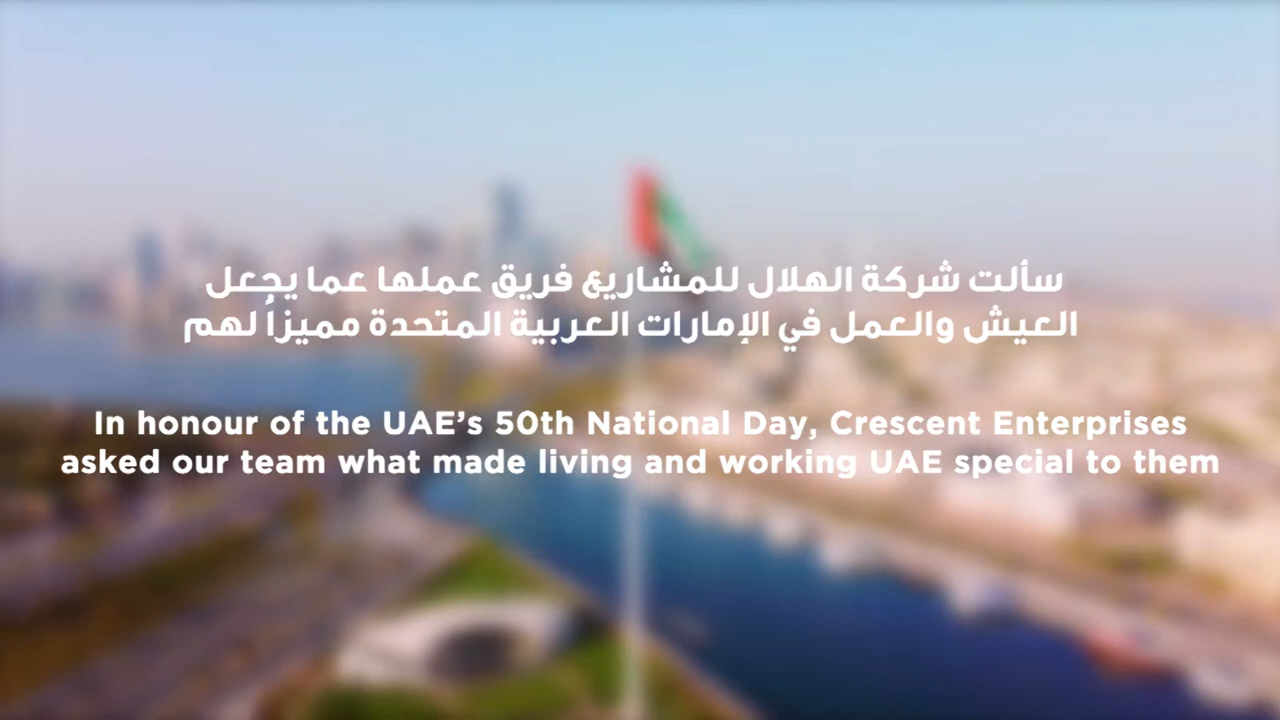 سألت شركة الهلال للمشاريع فريق عملها عما يجعل
العيش والعمل في الإمارات العربية المتحدة مميزاً لهم
In honour of the UAE’s 50th National Day, Crescent Enterprises
asked our team what made living and working UAE special to them